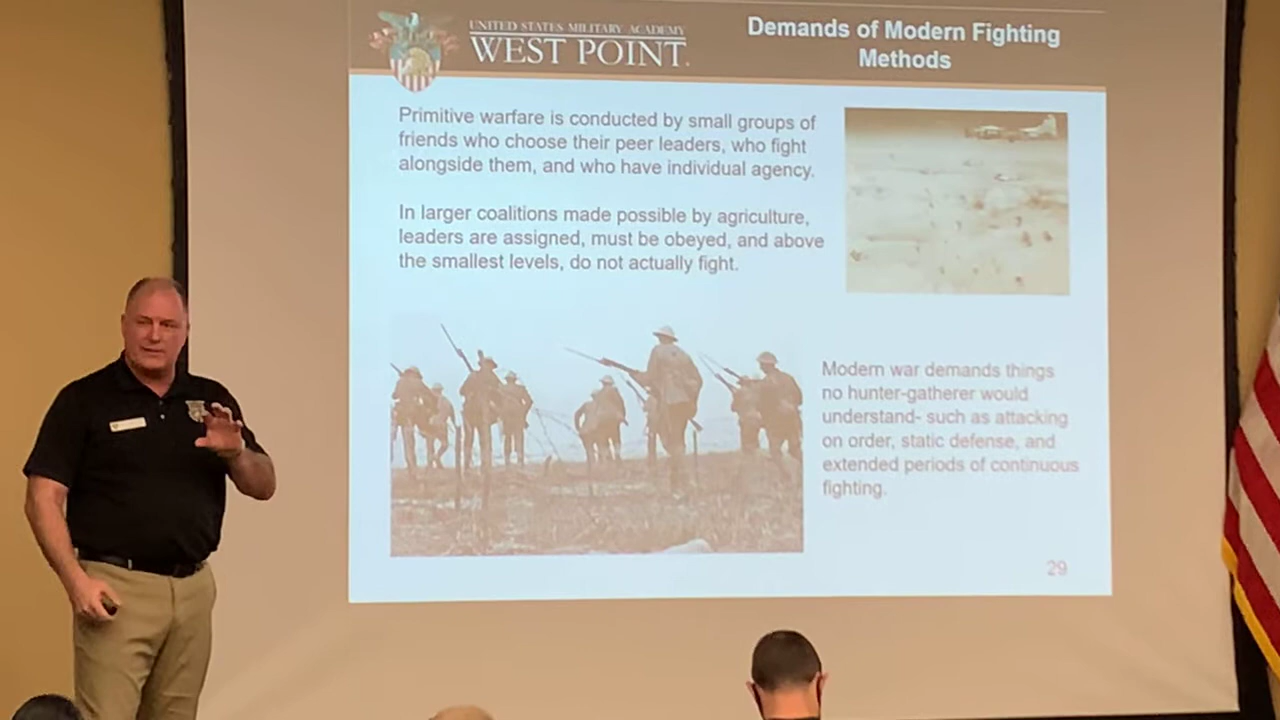 UNITED STATES MILITARY ACADEMY
WEST POINT.
Demands of Modern Fighting
Methods
Primitive warfare is conducted by small groups of
friends who choose their peer leaders, who fight
alongside them, and who have individual agency.
In larger coalitions made possible by agriculture,
leaders are assigned, must be obeyed, and above
the smallest levels, do not actually fight.
Modern war demands things
no hunter-gatherer would
understand- such as attacking
on order, static defense, and
extended periods of continuous
fighting.
29